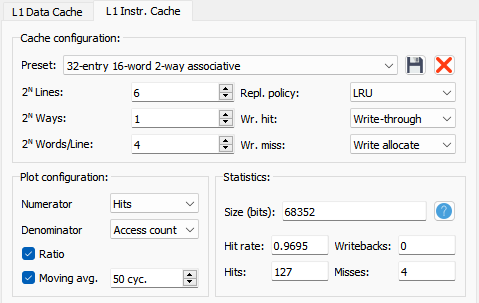 L1 Data Cache L1 Instr. Cache
Cache configuration:
Preset: 32-entry 16-word 2-way associative
2ᴺ Lines: 6 Repl. policy: LRU
2ᴺ Ways: 1 Wr. hit: Write-through
2ᴺ Words/Line: 4 Wr. miss: Write allocate
Plot configuration:
Numerator Hits
Denominator Access count
Ratio
Moving avg. 50 cyc.
Statistics:
Size (bits): 68352 ?
Hit rate: 0.9695 Writebacks: 0
Hits: 127 Misses: 4